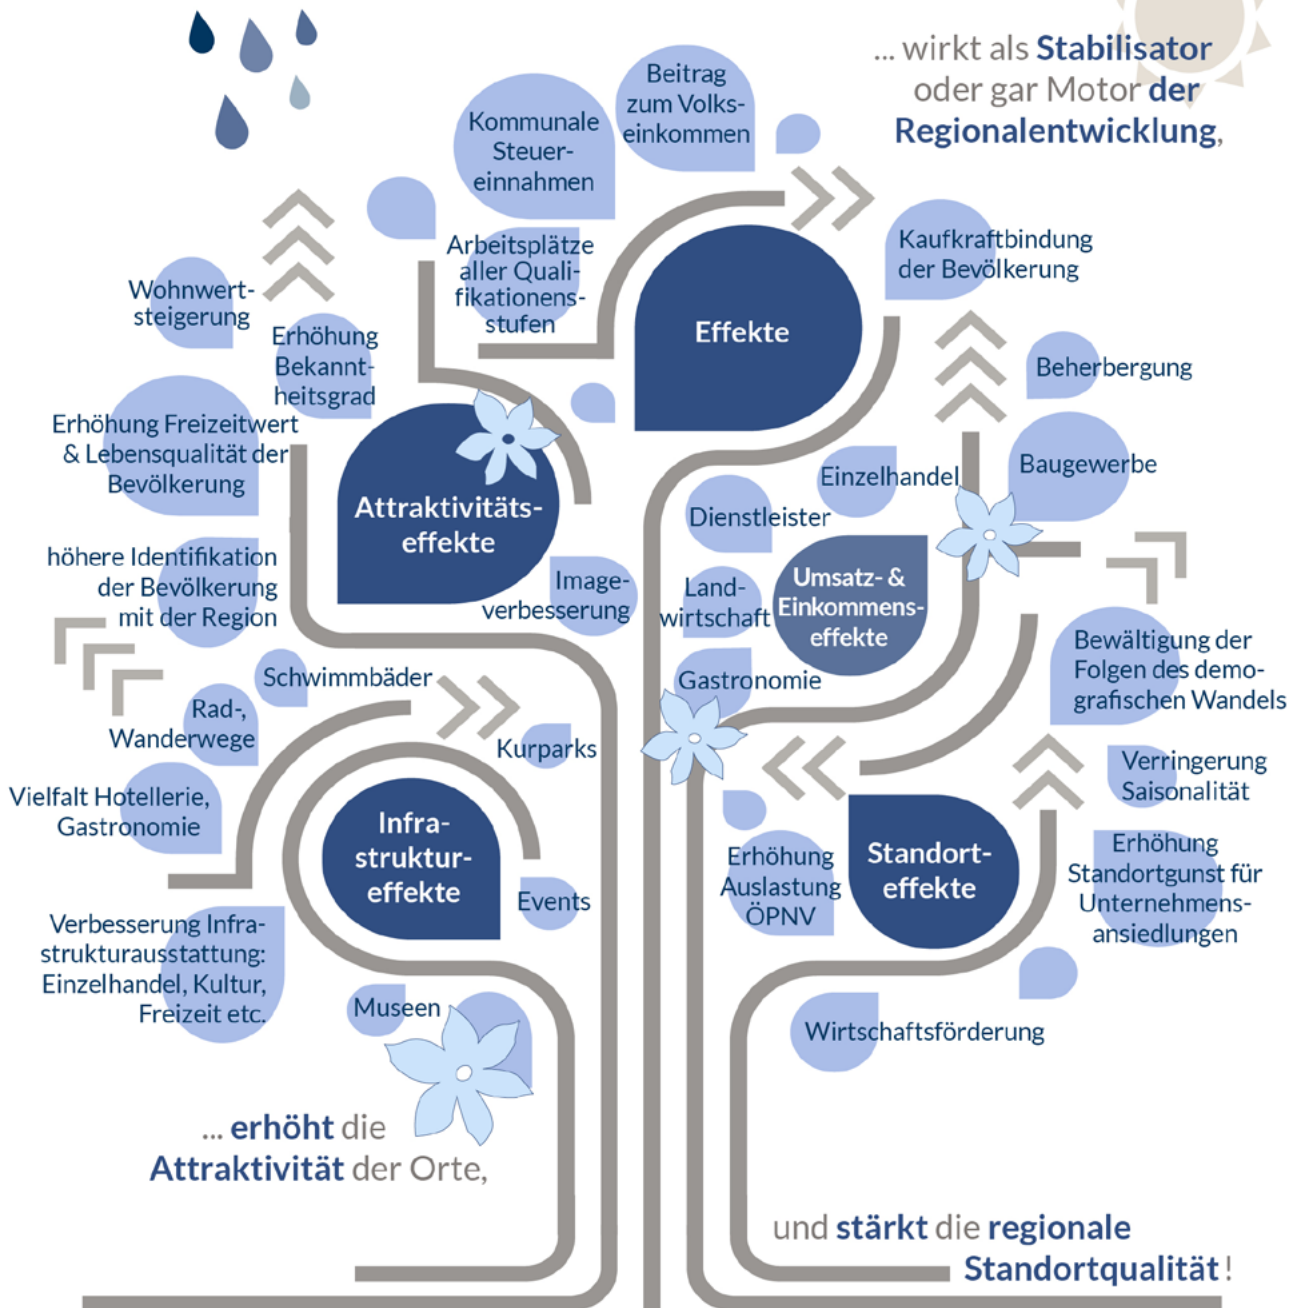 ... wirkt als Stabilisator
oder gar Motor der
Regionalentwicklung,
Beitrag
zum Volks-
einkommen
Kommunale
Steuer-
einnahmen
Arbeitsplätze
aller Quali-
fikationens-
stufen
Effekte
Kaufkraftbindung
der Bevölkerung
Wohnwert-
steigerung
Erhöhung
Bekannt-
heitsgrad
Erhöhung Freizeitwert
& Lebensqualität der
Bevölkerung
Attraktivitäts-
effekte
höhere Identifikation
der Bevölkerung
mit der Region
Image-
verbesserung
Beherbergung
Baugewerbe
Einzelhandel
Dienstleister
Land-
wirtschaft
Umsatz- &
Einkommens-
effekte
Gastronomie
Bewältigung der
Folgen des demo-
grafischen Wandels
Schwimmbäder
Rad-,
Wanderwege
Kurparks
Vielfalt Hotellerie,
Gastronomie
Infra-
struktur-
effekte
Events
Verbesserung Infra-
strukturausstattung:
Einzelhandel, Kultur,
Freizeit etc.
Museen
Verringerung
Saisonalität
Erhöhung
Auslastung
ÖPNV
Standort-
effekte
Erhöhung
Standortgunst für
Unternehmens-
ansiedlungen
Wirtschaftsförderung
... erhöht die
Attraktivität der Orte,
und stärkt die regionale
Standortqualität!